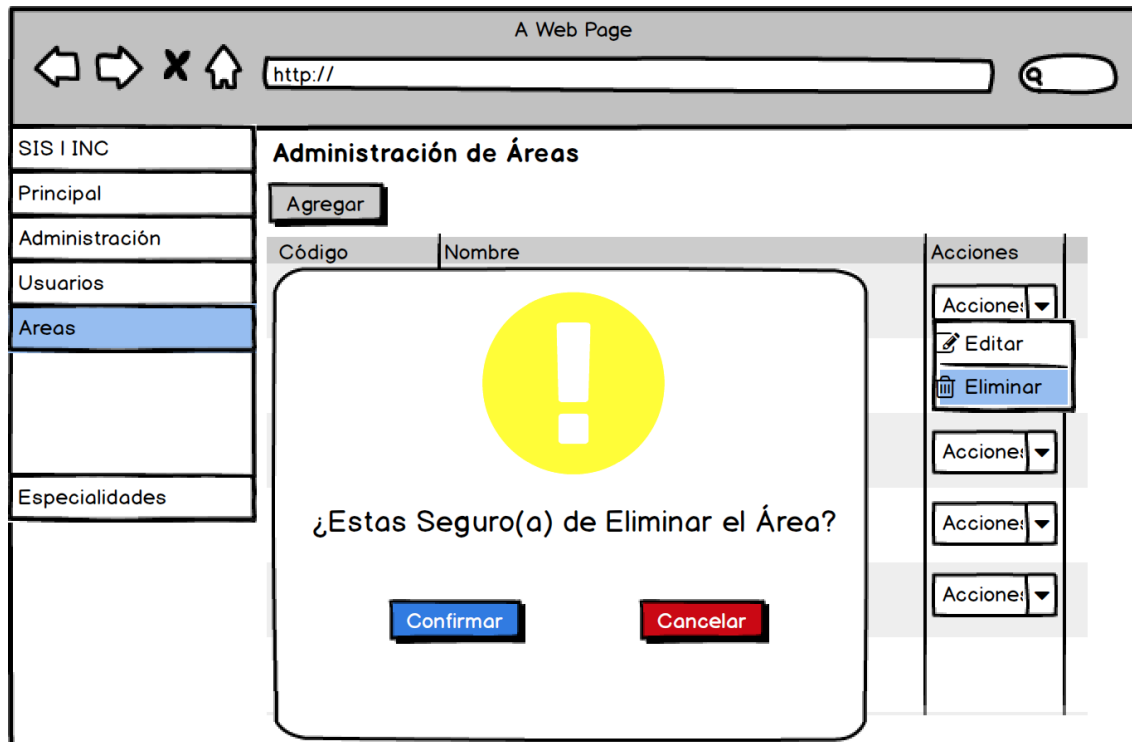 A Web Page
http://
SIS I INC
Principal
Administración
Usuarios
Areas
Especialidades
Administración de Áreas
Agregar
Código Nombre Acciones
Acciones
Editar
Eliminar
Acciones
Acciones
Acciones
¿Estas Seguro(a) de Eliminar el Área?
Confirmar Cancelar